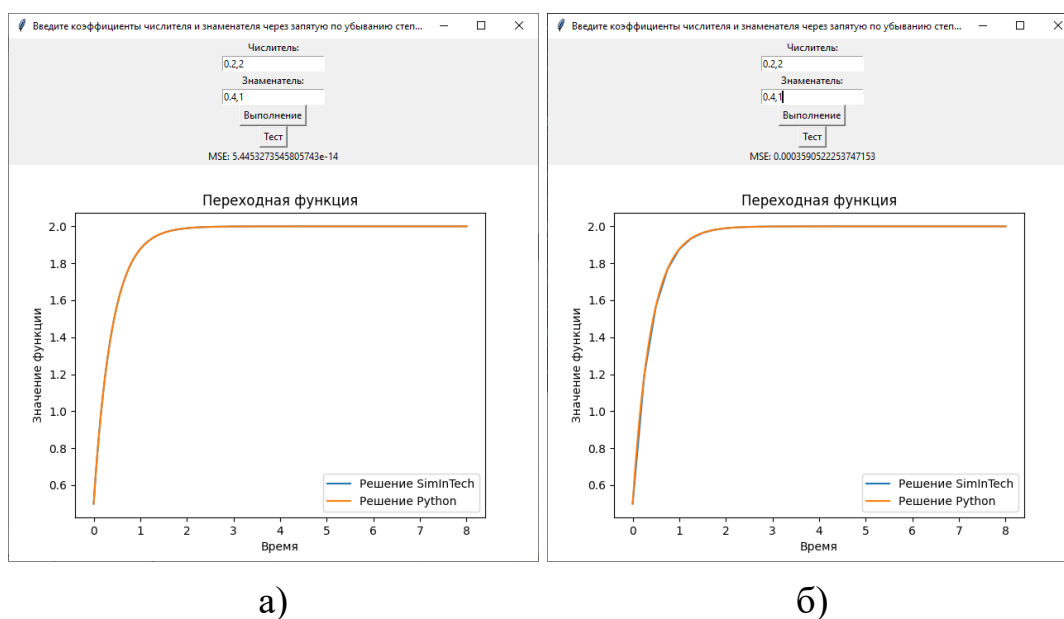 Введите коэффициенты числителя и знаменателя через запятую по убыванию степ...
Числитель:
0.2,2
Знаменатель:
0.4,1
Выполнение
Тест
MSE: 5.4453273545805743e-14
Переходная функция
Значение функции
2.0
1.8
1.6
1.4
1.2
1.0
0.8
0.6
0 1 2 3 4 5 6 7 8
Время
Решение SimInTech
Решение Python
а)
Введите коэффициенты числителя и знаменателя через запятую по убыванию степ...
Числитель:
0.2,2
Знаменатель:
0.4,1
Выполнение
Тест
MSE: 0.0003590522253747153
Переходная функция
Значение функции
2.0
1.8
1.6
1.4
1.2
1.0
0.8
0.6
0 1 2 3 4 5 6 7 8
Время
Решение SimInTech
Решение Python
б)